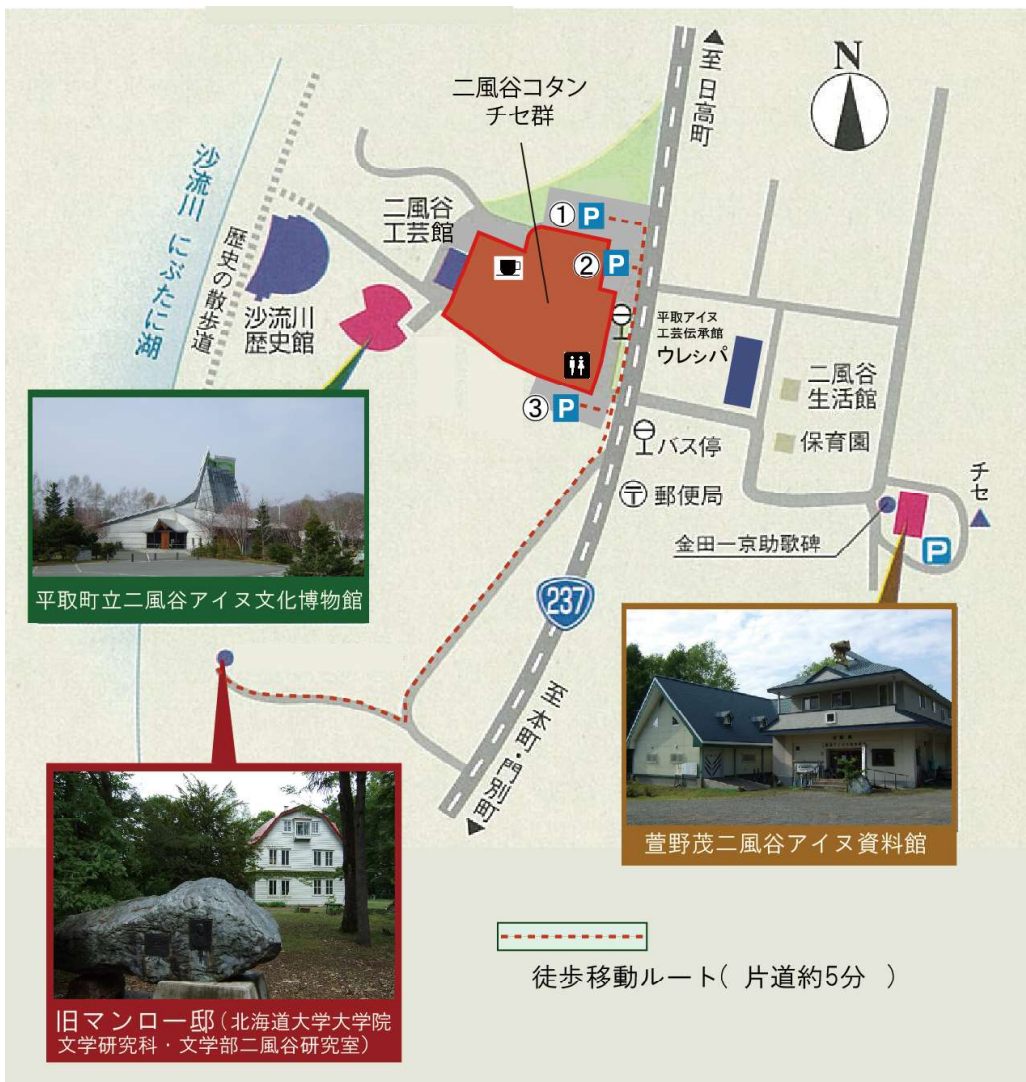 至日高町
N
二風谷コタン
チセ群
沙流川 にぶたに湖
歴史の散歩道
二風谷
工芸館
① P
② P
沙流川
歴史館
平取アイヌ
工芸伝承館
ウレシパ
二風谷
生活館
保育園
③ P
バス停
〒 郵便局
チセ
金田一京助歌碑
P
237
平取町立二風谷アイヌ文化博物館
至本町・門別町
萱野茂二風谷アイヌ資料館
旧マンロー邸(北海道大学大学院
文学研究科・文学部二風谷研究室)
徒歩移動ルート( 片道約5分 )